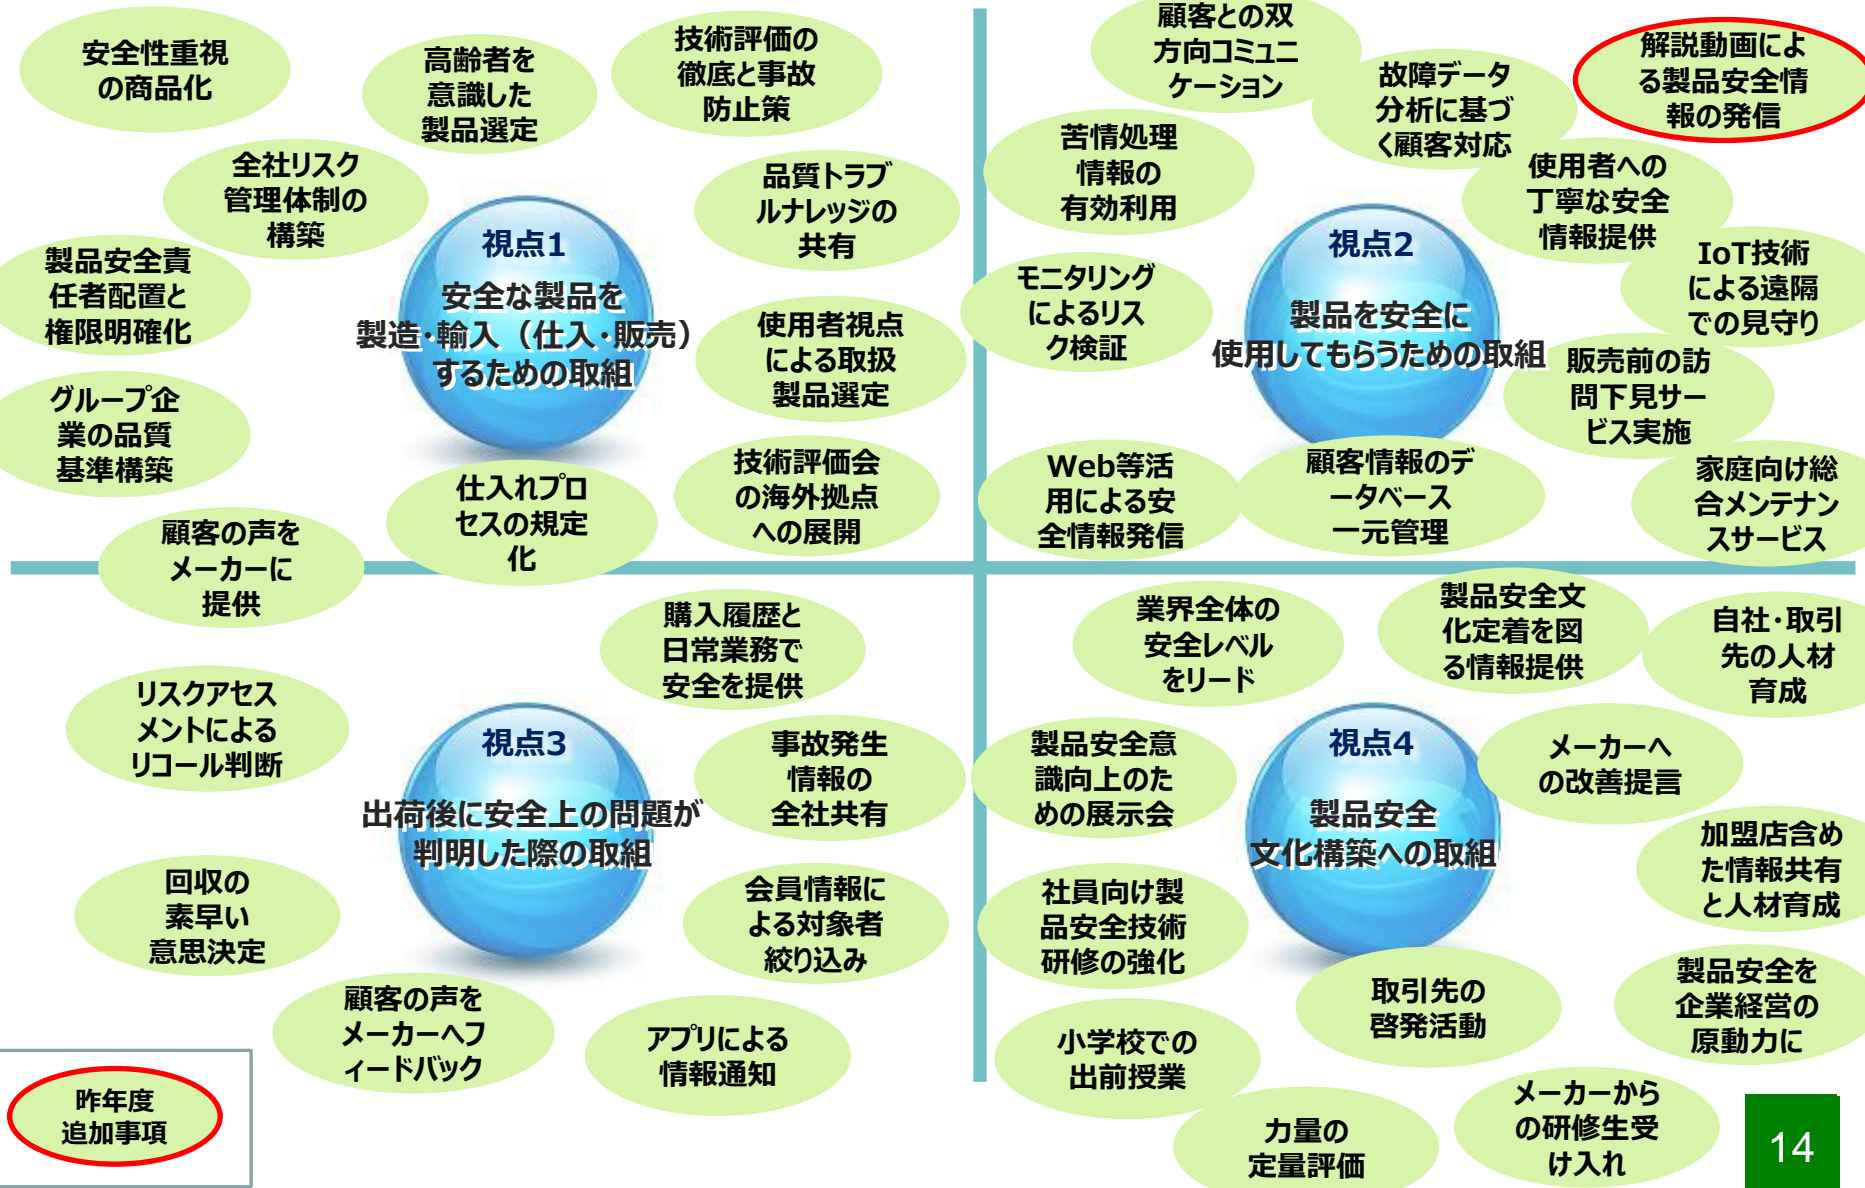 安全性重視
の商品化
高齢者を
意識した
製品選定
技術評価の
徹底と事故
防止策
全社リスク
管理体制の
構築
品質トラブ
ルナレッジの
共有
製品安全責
任者配置と
権限明確化
視点1
安全な製品を
製造・輸入（仕入・販売）
するための取組
使用者視点
による取扱
製品選定
グループ企
業の品質
基準構築
仕入れプロ
セスの規定
化
技術評価会
の海外拠点
への展開
顧客との双
方向コミュニ
ケーション
故障データ
分析に基づ
く顧客対応
解説動画によ
る製品安全情
報の発信
苦情処理
情報の
有効利用
使用者への
丁寧な安全
情報提供
モニタリング
によるリス
ク検証
視点2
製品を安全に
使用してもらうための取組
IoT技術
による遠隔
での見守り
販売前の訪
問下見サー
ビス実施
Web等活
用による安
全情報発信
顧客情報のデ
ータベース
一元管理
家庭向け総
合メンテナン
スサービス
顧客の声を
メーカーに
提供
購入履歴と
日常業務で
安全を提供
リスクアセス
メントによる
リコール判断
視点3
出荷後に安全上の問題が
判明した際の取組
事故発生
情報の
全社共有
回収の
素早い
意思決定
会員情報に
よる対象者
絞り込み
顧客の声を
メーカーへフ
ィードバック
アプリによる
情報通知
業界全体の
安全レベル
をリード
製品安全文
化定着を図
る情報提供
自社・取引
先の人材
育成
製品安全意
識向上のた
めの展示会
視点4
製品安全
文化構築への取組
メーカーへ
の改善提言
加盟店含め
た情報共有
と人材育成
社員向け製
品安全技術
研修の強化
取引先の
啓発活動
製品安全を
企業経営の
原動力に
小学校での
出前授業
力量の
定量評価
メーカーから
の研修生受
け入れ
昨年度
追加事項
14